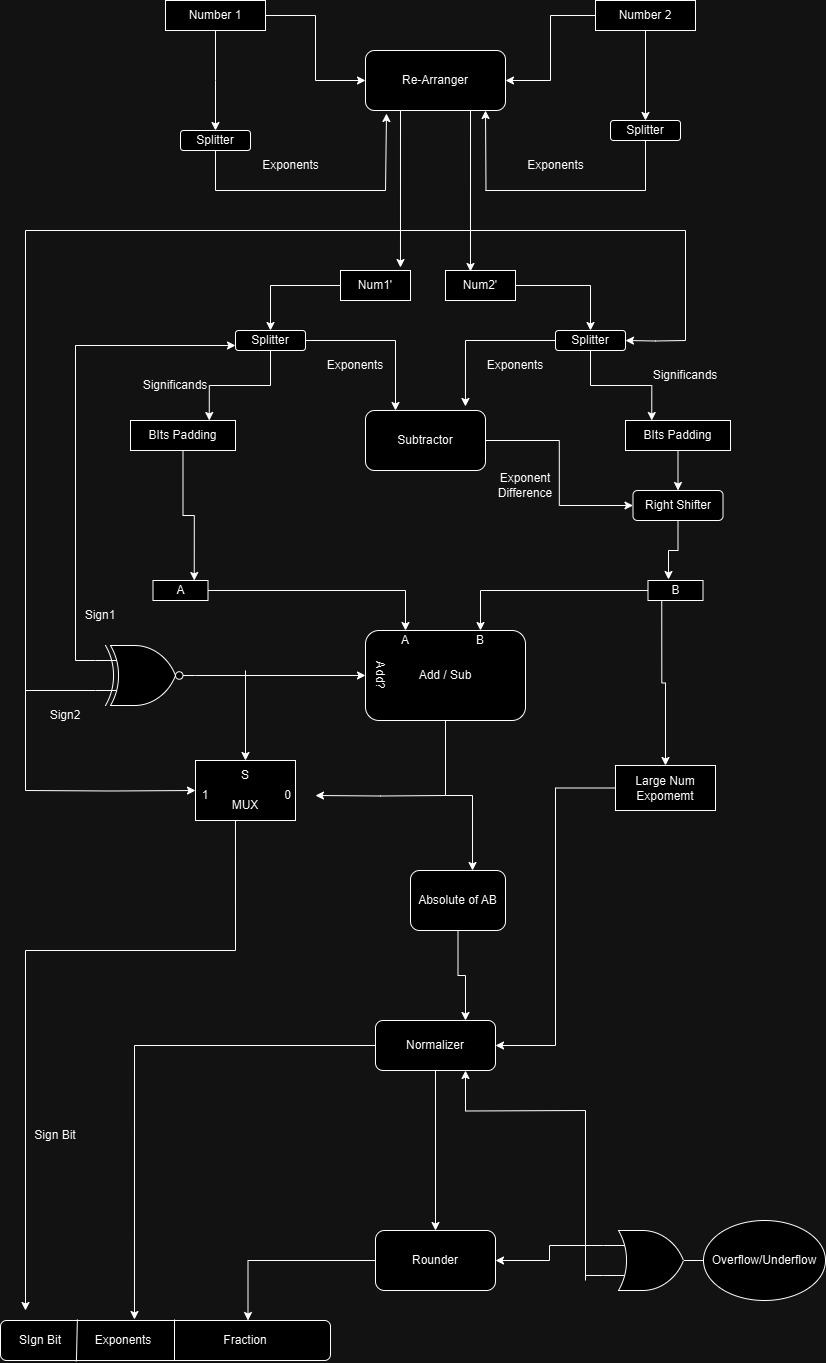 Number 1
Number 2
Re-Arranger
Splitter
Splitter
Exponents
Exponents
Num1'
Num2'
Splitter
Splitter
Exponents
Exponents
Significands
Significands
BIts Padding
Subtractor
BIts Padding
Exponent
Difference
Right Shifter
A
B
Sign1
A
B
Add?
Add / Sub
Sign2
S
1
0
MUX
Large Num
Expomemt
Absolute of AB
Normalizer
Sign Bit
Rounder
Overflow/Underflow
SIgn Bit
Exponents
Fraction